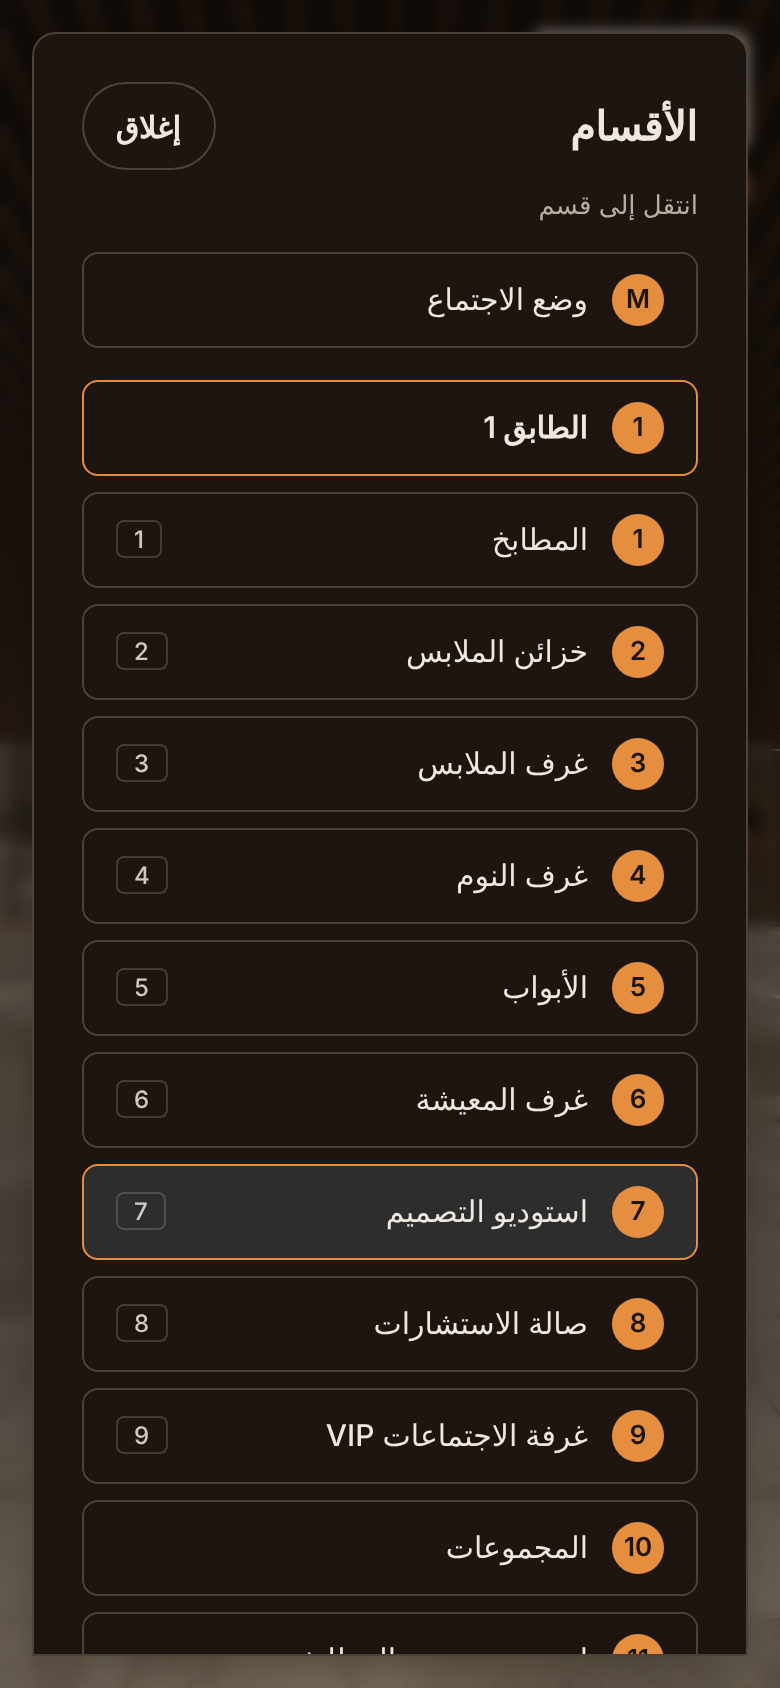 الأقسام
إغلاق
انتقل إلى قسم
M وضع الاجتماع
1 الطابق 1
1 المطابخ 1
2 خزائن الملابس 2
3 غرف الملابس 3
4 غرف النوم 4
5 الأبواب 5
6 غرف المعيشة 6
7 استوديو التصميم 7
8 صالة الاستشارات 8
9 غرفة الاجتماعات VIP 9
10 المجموعات
11